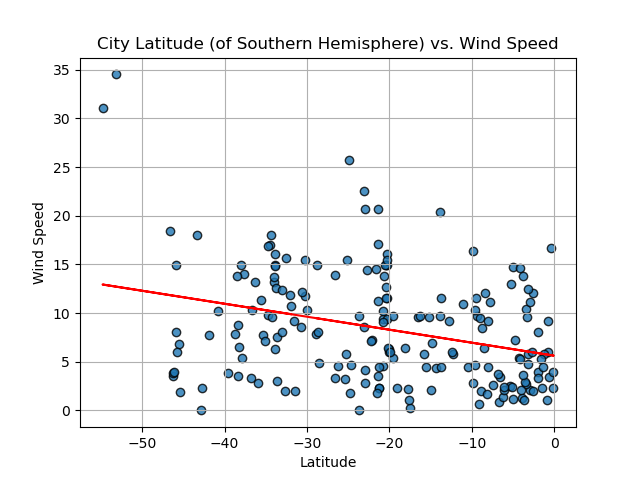 City Latitude (of Southern Hemisphere) vs. Wind Speed
35
30
25
20
15
10
5
0
Wind Speed
−50 −40 −30 −20 −10 0
Latitude